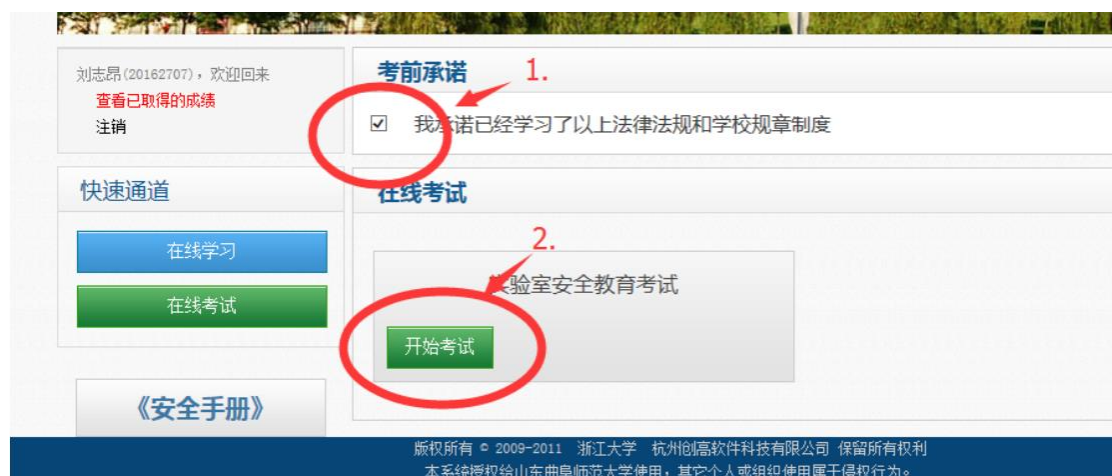 刘志昂(20162707)，欢迎回来
查看已取得的成绩
注销
快速通道
在线学习
在线考试
《安全手册》
考前承诺
1.
我承诺已经学习了以上法律法规和学校规章制度
在线考试
2.
实验室安全教育考试
开始考试
版权所有 © 2009-2011 浙江大学 杭州创高软件科技有限公司 保留所有权利
本系统授权给山东曲阜师范大学使用，其它个人或组织使用属于侵权行为。